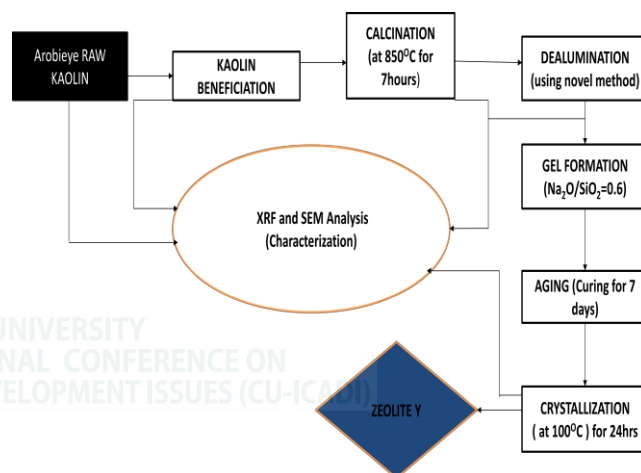 Arobieye RAW
KAOLIN
KAOLIN
BENEFICIATION
CALCINATION
(at 850⁰C for
7hours)
DEALUMINATION
(using novel method)
GEL FORMATION
(Na₂O/SiO₂=0.6)
XRF and SEM Analysis
(Characterization)
AGING (Curing for 7
days)
UNIVERSITY
NAL CONFERENCE ON
VELOPMENT ISSUES (CU-ICADI)
ZEOLITE Y
CRYSTALLIZATION
( at 100⁰C ) for 24hrs